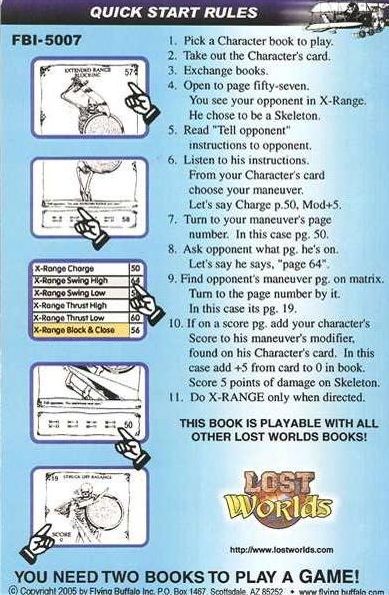 QUICK START RULES
FBI-5007
1. Pick a Character book to play.
2. Take out the Character's card.
3. Exchange books.
4. Open to page fifty-seven.
You see your opponent in X-Range.
He chose to be a Skeleton.
5. Read "Tell opponent"
instructions to opponent.
6. Listen to his instructions.
From your Character's card
choose your maneuver.
Let's say Charge p.50, Mod+5.
7. Turn to your maneuver's page
number. In this case pg. 50.
8. Ask opponent what pg. he's on.
Let's say he says, "page 64".
9. Find opponent's maneuver pg. on matrix.
Turn to the page number by it.
In this case its pg. 19.
10. If on a score pg. add your character's
Score to his maneuver's modifier,
found on his Character's card. In this
case add +5 from card to 0 in book.
Score 5 points of damage on Skeleton.
11. Do X-RANGE only when directed.
EXTENDED RANGE
BLOCKING
57
58
X-Range Charge 50
X-Range Swing High 64
X-Range Swing Low
X-Range Thrust High
X-Range Thrust Low 60
X-Range Block & Close 56
50
19
OFF BALANCE
SCORE
THIS BOOK IS PLAYABLE WITH ALL
OTHER LOST WORLDS BOOKS!
LOST
WORLDS
http://www.lostworlds.com
YOU NEED TWO BOOKS TO PLAY A GAME!
© Copyright 2005 by Flying Buffalo Inc. P.O. Box 1467, Scottsdale, AZ 85252 • www.flying buffalo.com